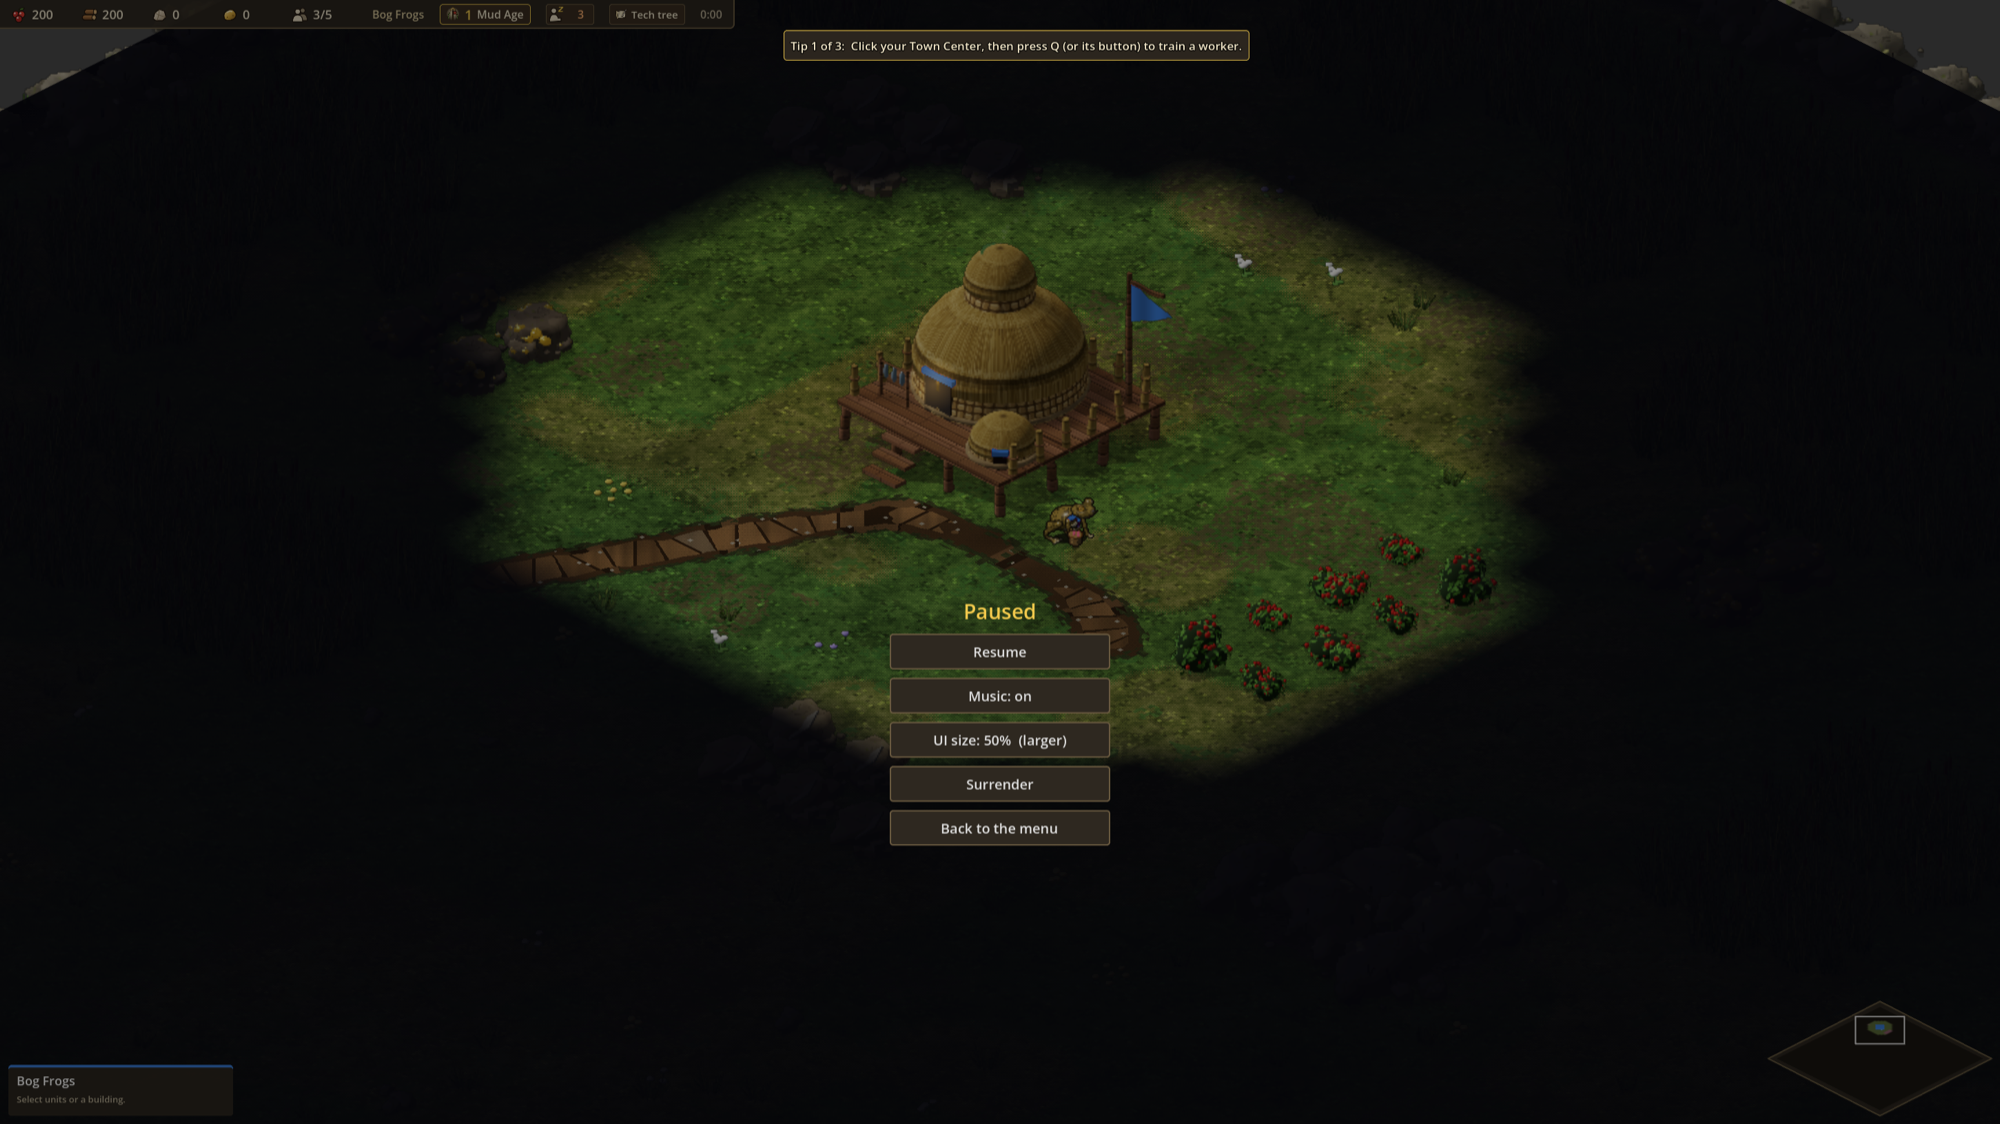 200 200 0 0 3/5 Bog Frogs 1 Mud Age 3 Tech tree 0:00
Tip 1 of 3: Click your Town Center, then press Q (or its button) to train a worker.
Paused
Resume
Music: on
UI size: 50% (larger)
Surrender
Back to the menu
Bog Frogs
Select units or a building.